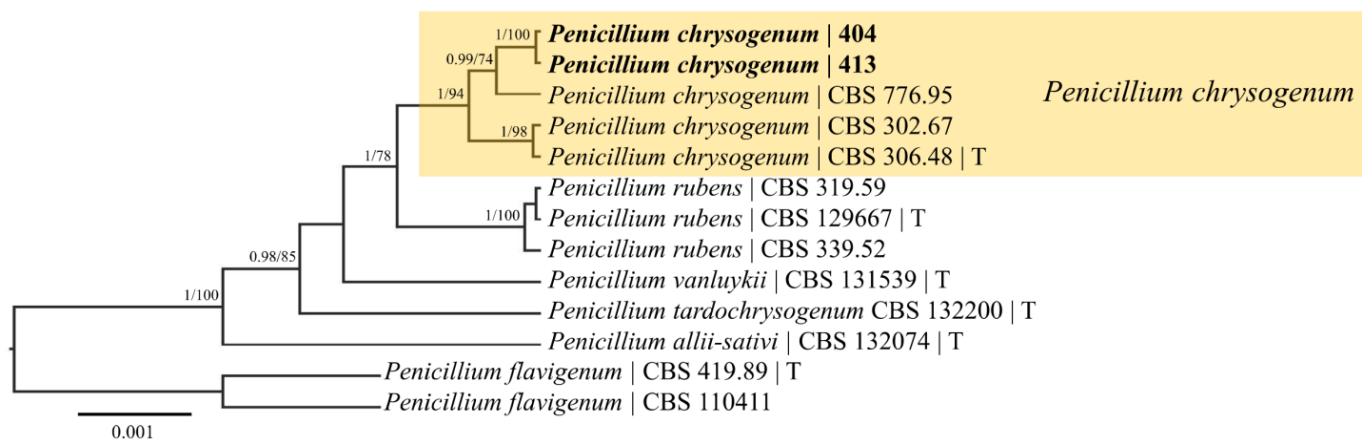 1/100
Penicillium chrysogenum | 404
0.99/74
Penicillium chrysogenum | 413
1/94
Penicillium chrysogenum | CBS 776.95
Penicillium chrysogenum
1/98
Penicillium chrysogenum | CBS 302.67
1/78
Penicillium chrysogenum | CBS 306.48 | T
Penicillium rubens | CBS 319.59
1/100
Penicillium rubens | CBS 129667 | T
Penicillium rubens | CBS 339.52
0.98/85
Penicillium vanluykii | CBS 131539 | T
1/100
Penicillium tardochrysogenum CBS 132200 | T
Penicillium allii-sativi | CBS 132074 | T
Penicillium flavigenum | CBS 419.89 | T
Penicillium flavigenum | CBS 110411
0.001